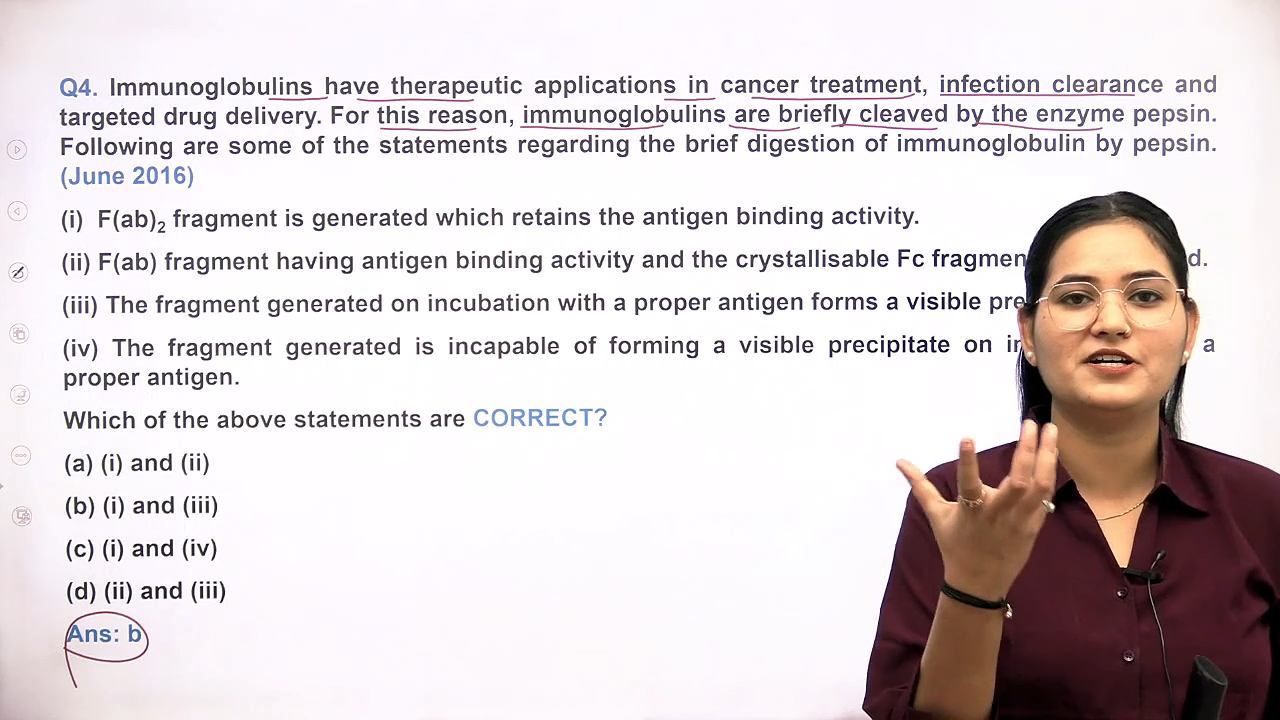 Q4. Immunoglobulins have therapeutic applications in cancer treatment, infection clearance and
targeted drug delivery. For this reason, immunoglobulins are briefly cleaved by the enzyme pepsin.
Following are some of the statements regarding the brief digestion of immunoglobulin by pepsin.
(June 2016)
(i) F(ab)₂ fragment is generated which retains the antigen binding activity.
(ii) F(ab) fragment having antigen binding activity and the crystallisable Fc
(iii) The fragment generated on incubation with a proper antigen forms a visible
(iv) The fragment generated is incapable of forming a visible precipitate on a
proper antigen.
Which of the above statements are CORRECT?
(a) (i) and (ii)
(b) (i) and (iii)
(c) (i) and (iv)
(d) (ii) and (iii)
Ans: b